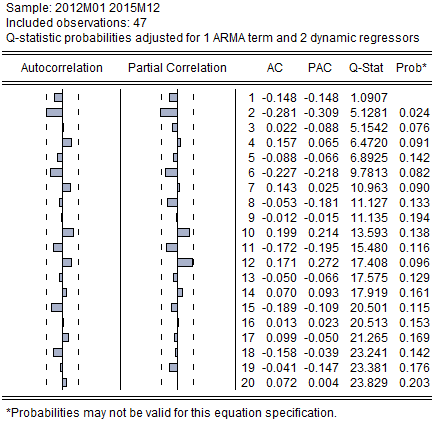 Sample: 2012M01 2015M12
Included observations: 47
Q-statistic probabilities adjusted for 1 ARMA term and 2 dynamic regressors
Autocorrelation Partial Correlation AC PAC Q-Stat Prob*
1 -0.148 -0.148 1.0907
2 -0.281 -0.309 5.1281 0.024
3 0.022 -0.088 5.1542 0.076
4 0.157 0.065 6.4720 0.091
5 -0.088 -0.066 6.8925 0.142
6 -0.227 -0.218 9.7813 0.082
7 0.143 0.025 10.963 0.090
8 -0.053 -0.181 11.127 0.133
9 -0.012 -0.015 11.135 0.194
10 0.199 0.214 13.593 0.138
11 -0.172 -0.195 15.480 0.116
12 0.171 0.272 17.408 0.096
13 -0.050 -0.066 17.575 0.129
14 0.070 0.093 17.919 0.161
15 -0.189 -0.109 20.501 0.115
16 0.013 0.023 20.513 0.153
17 0.099 -0.050 21.265 0.169
18 -0.158 -0.039 23.241 0.142
19 -0.041 -0.147 23.381 0.176
20 0.072 0.004 23.829 0.203
*Probabilities may not be valid for this equation specification.